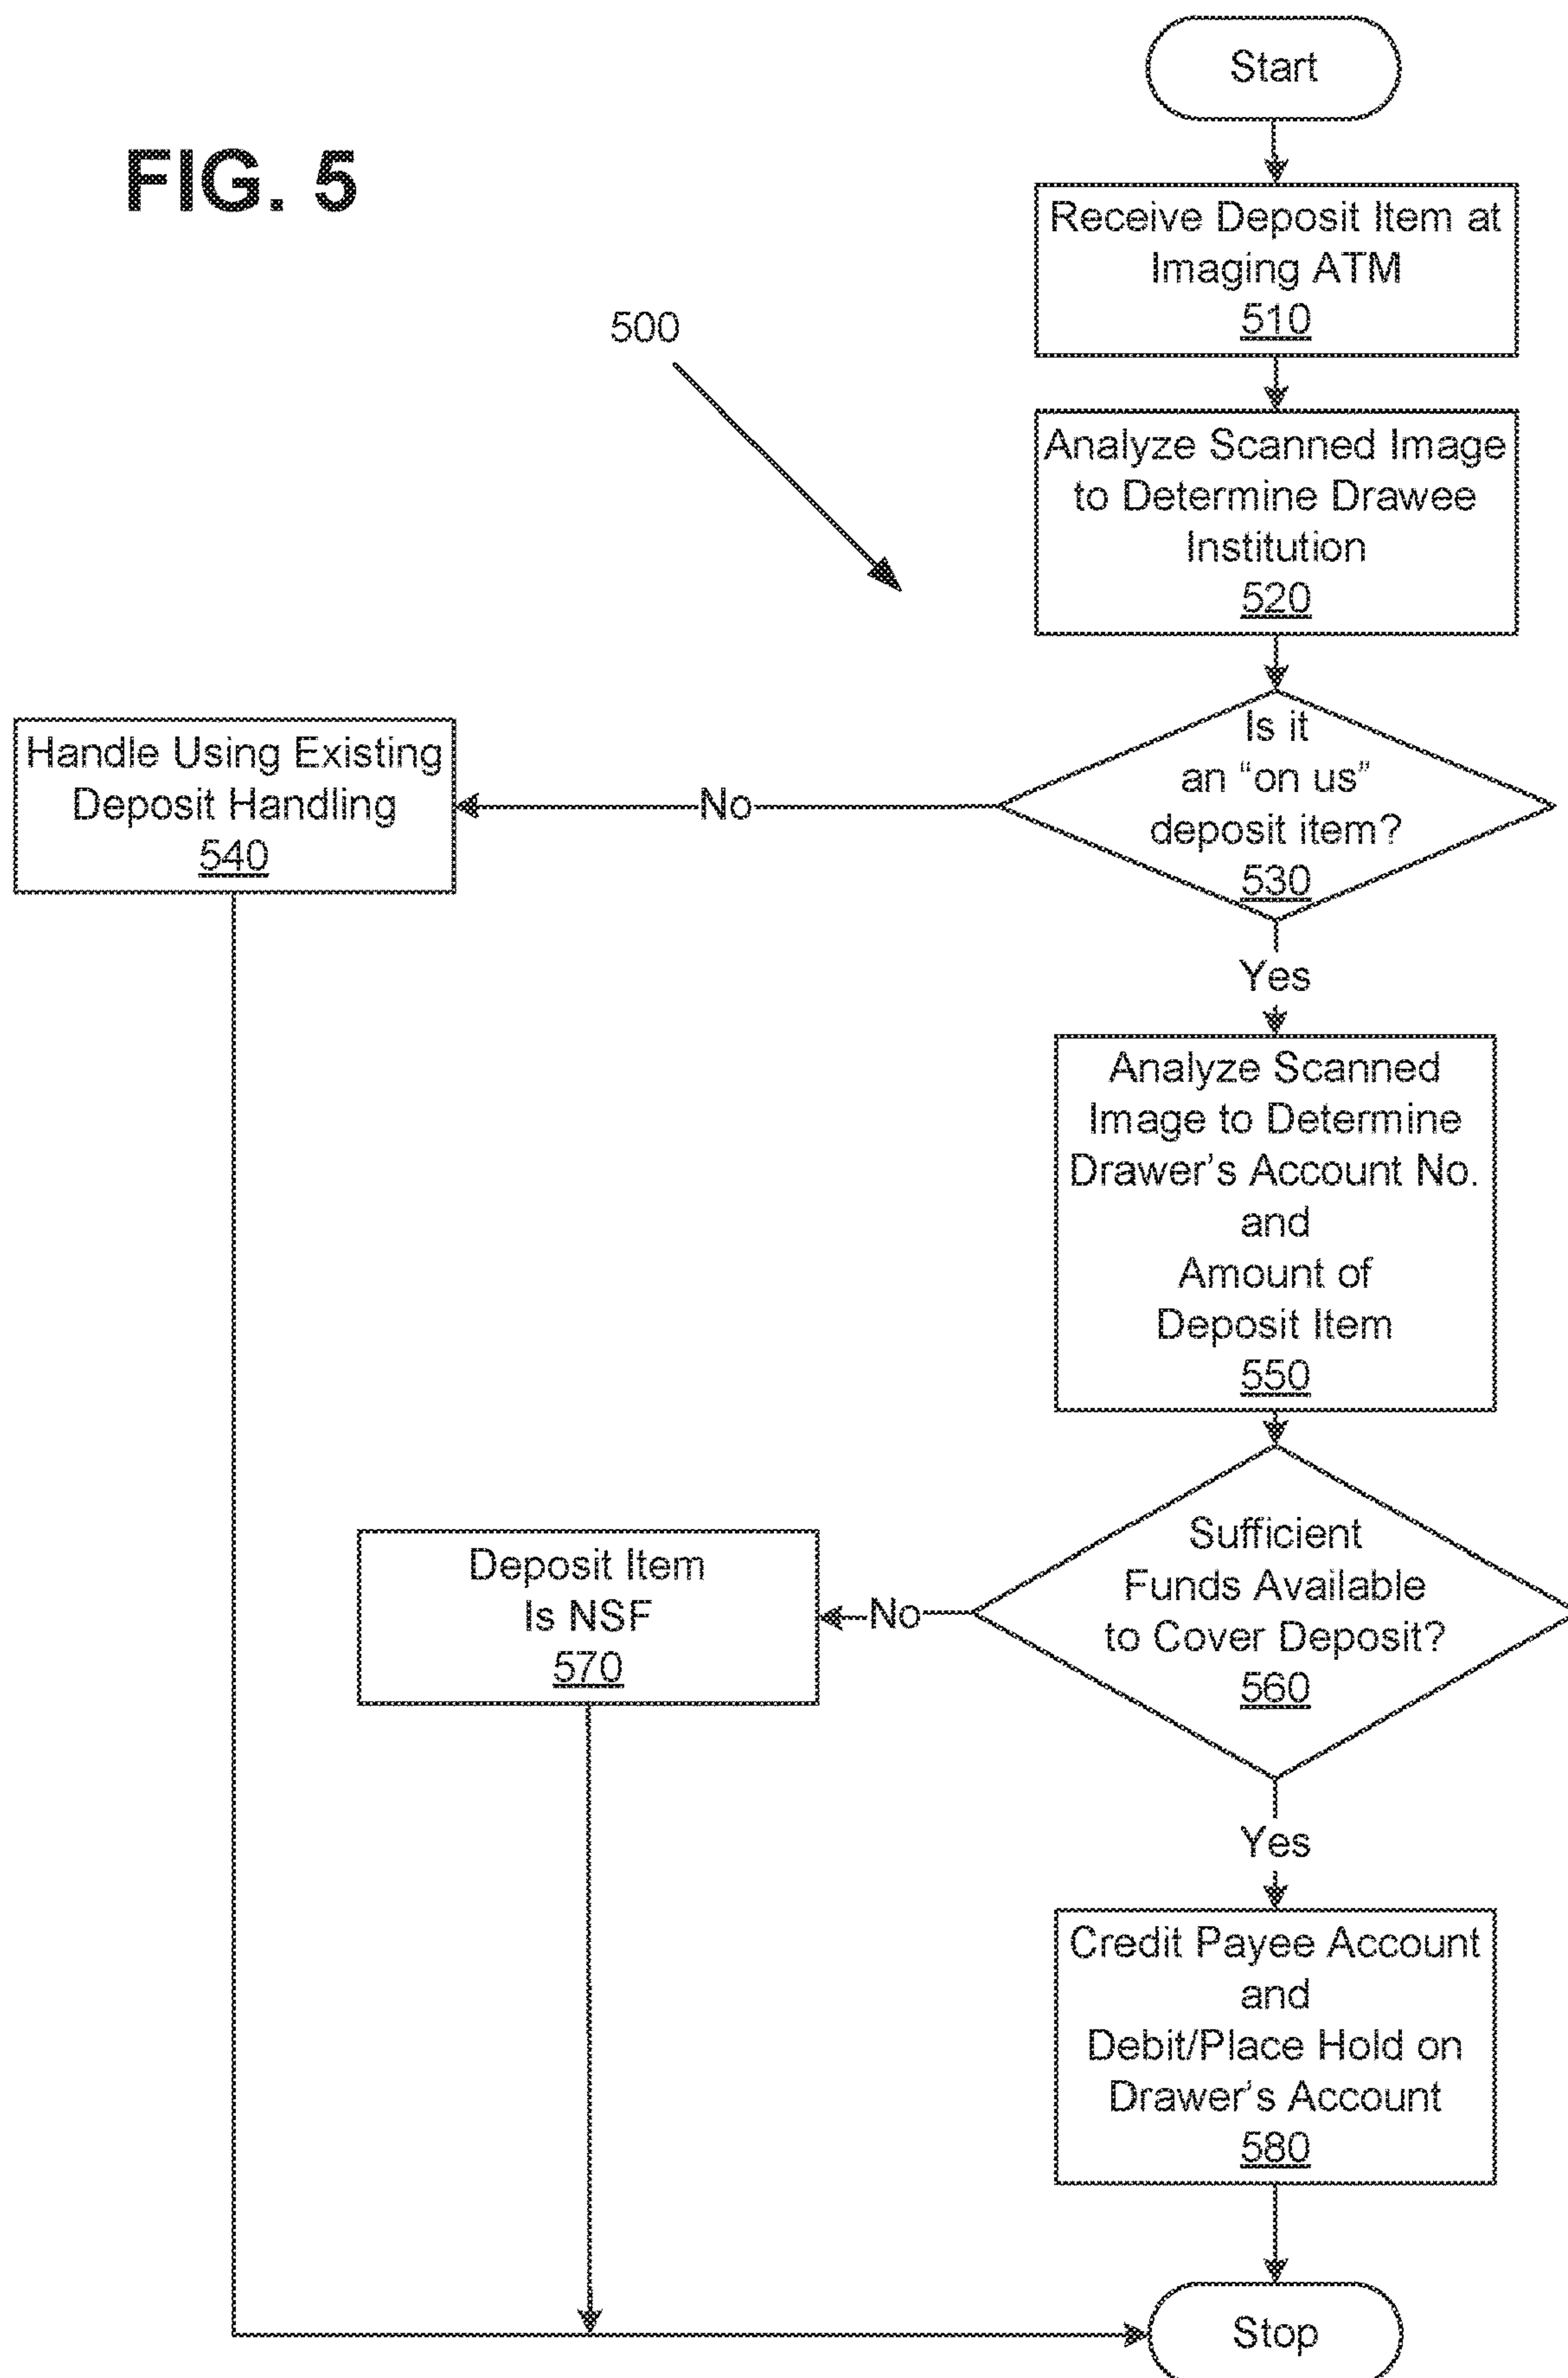 Start
FIG. 5
Receive Deposit Item at
Imaging ATM
510
500
Analyze Scanned Image
to Determine Drawee
Institution
520
Is it
an “on us”
deposit item?
530
No
Handle Using Existing
Deposit Handling
540
Yes
Analyze Scanned
Image to Determine
Drawer’s Account No.
and
Amount of
Deposit Item
550
Sufficient
Funds Available
to Cover Deposit?
560
No
Deposit Item
Is NSF
570
Yes
Credit Payee Account
and
Debit/Place Hold on
Drawer’s Account
580
Stop